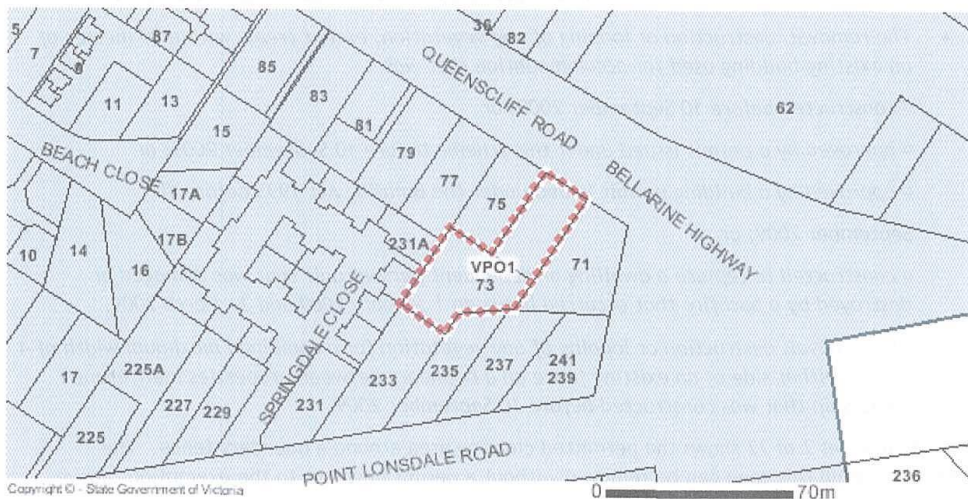 5
7
8
87
11
13
85
15
83
81
79
77
75
36
82
62
QUEENSCLIFF ROAD
BELLARINE HIGHWAY
BEACH CLOSE
17A
17B
10
14
16
231A
VPO1
73
71
SPRINGDALE CLOSE
17
225A
225
227
229
231
233
235
237
241
239
POINT LONSDALE ROAD
236
Copyright © - State Government of Victoria
0
70m